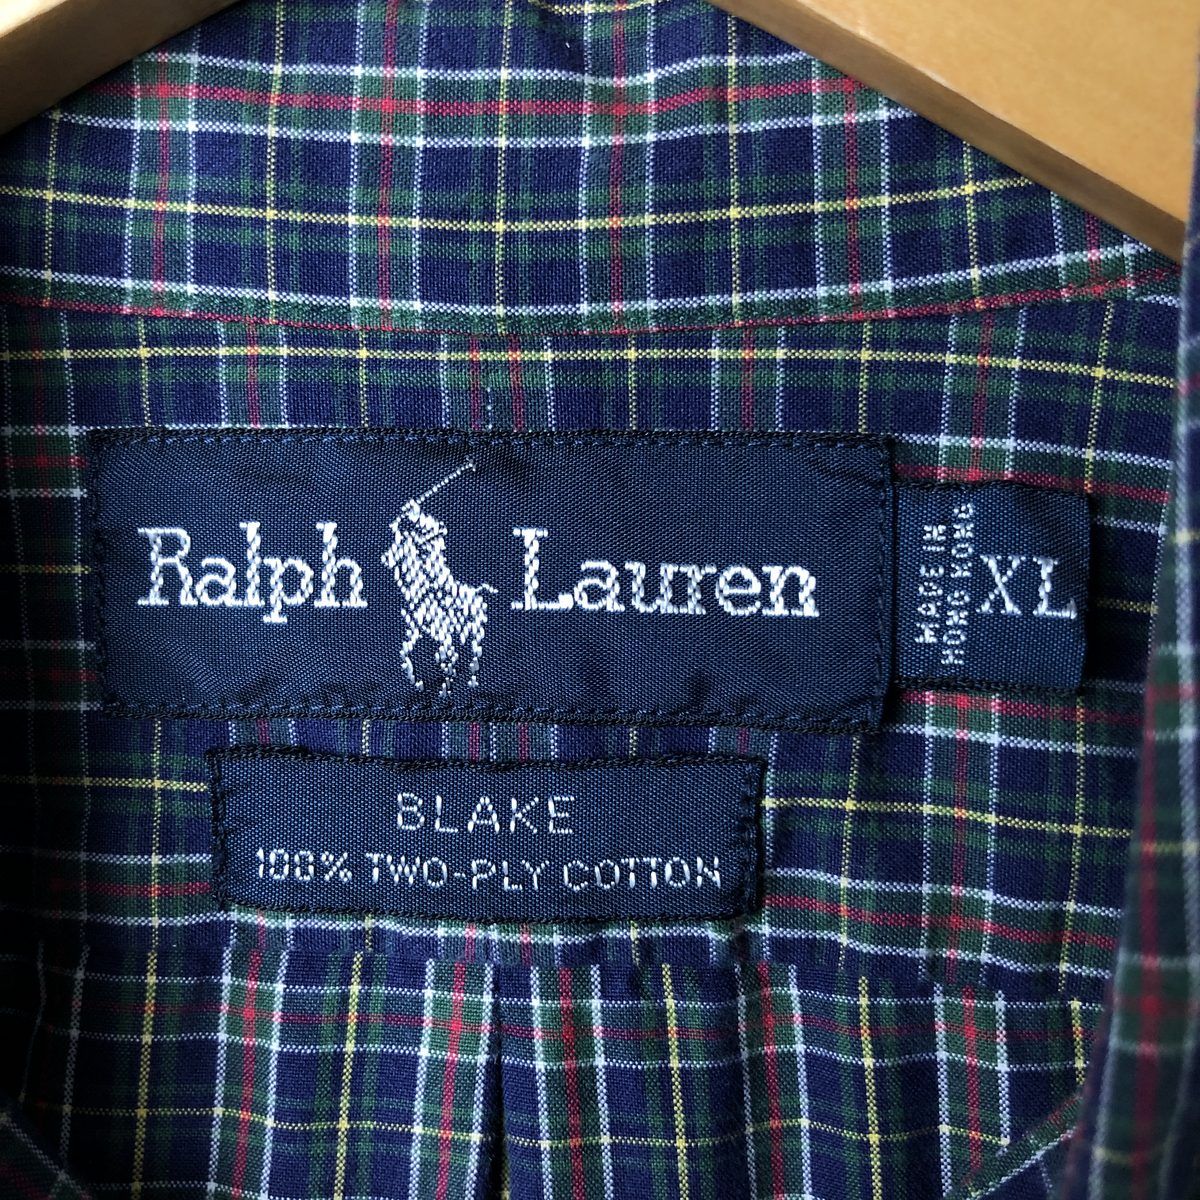 Ralph Lauren
MADE IN
HONG KONG
XL
BLAKE
100% TWO-PLY COTTON